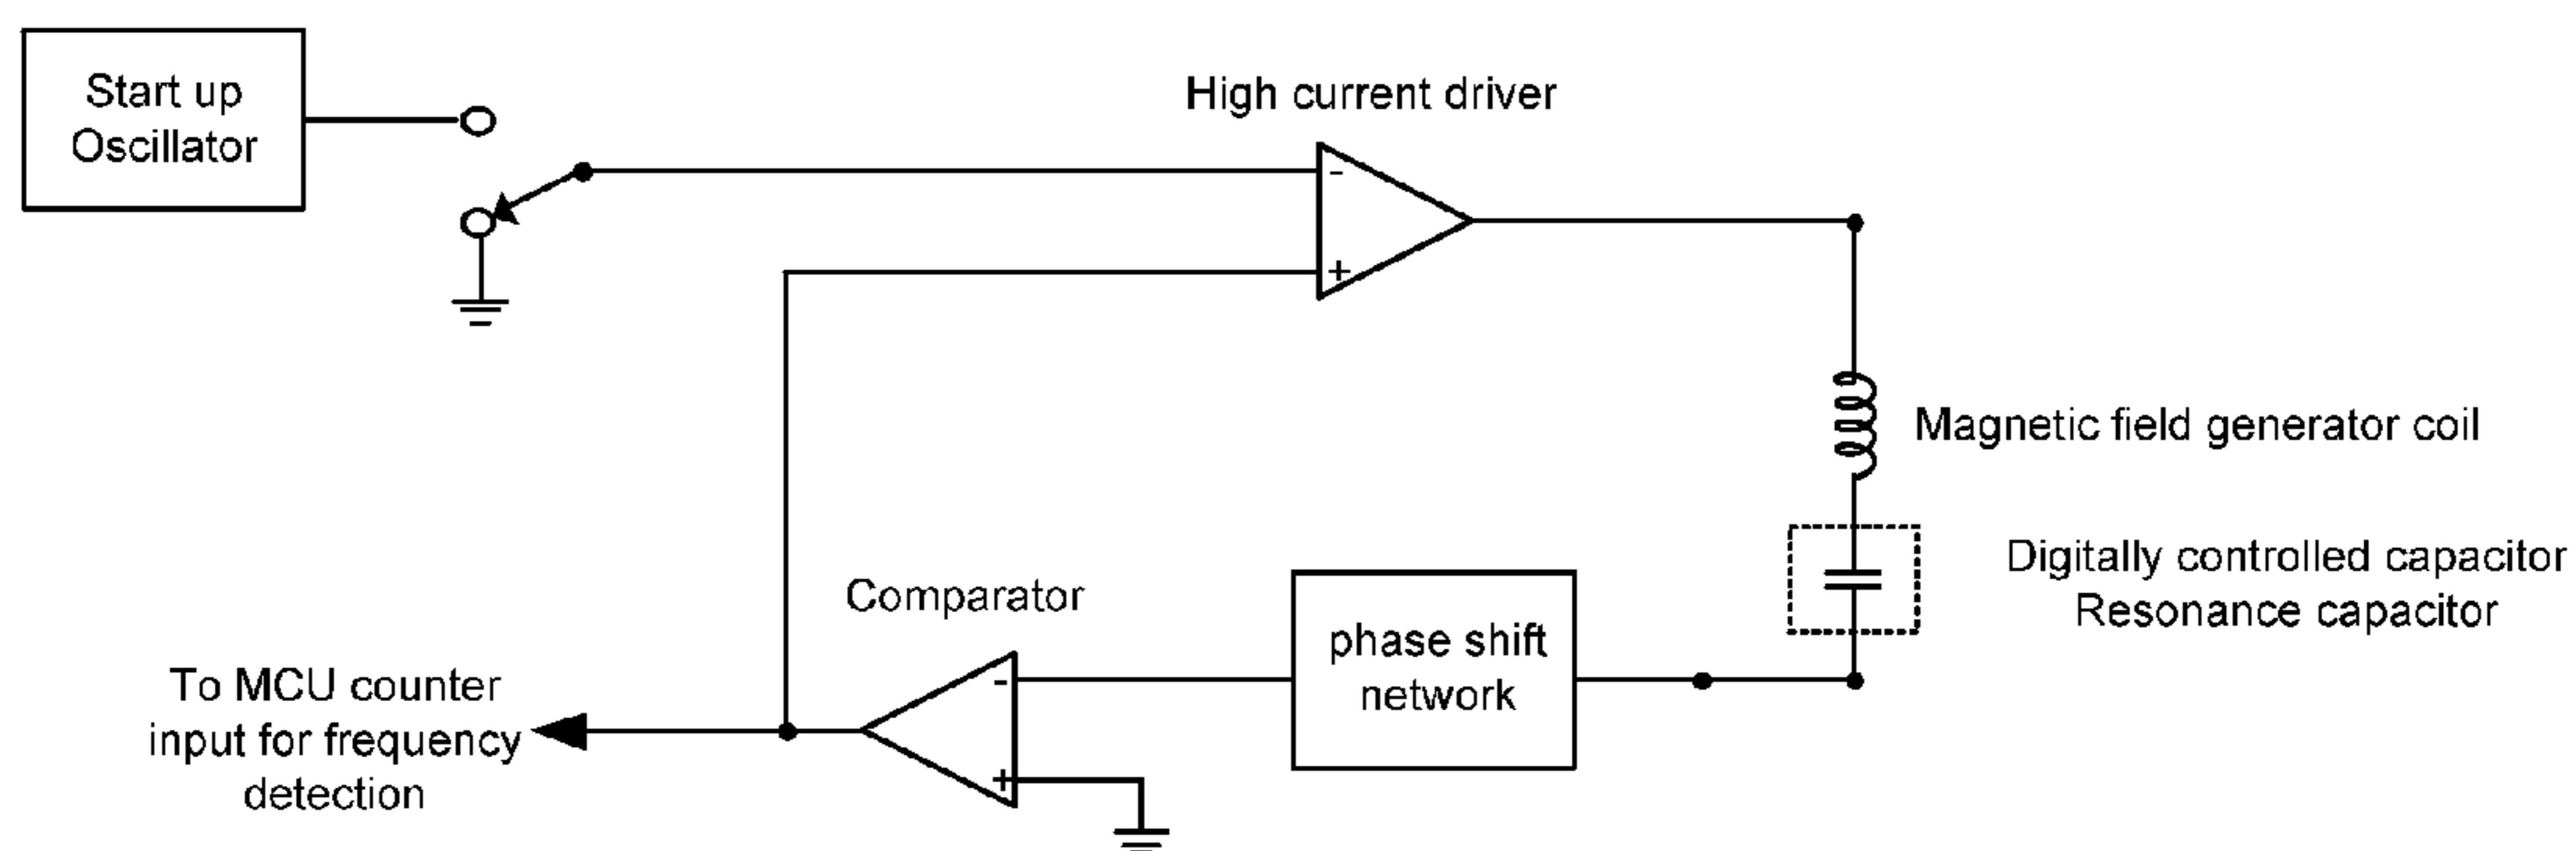 Start up
Oscillator
High current driver
-
+
Magnetic field generator coil
Digitally controlled capacitor
Resonance capacitor
Comparator
phase shift
network
-
+
To MCU counter
input for frequency
detection